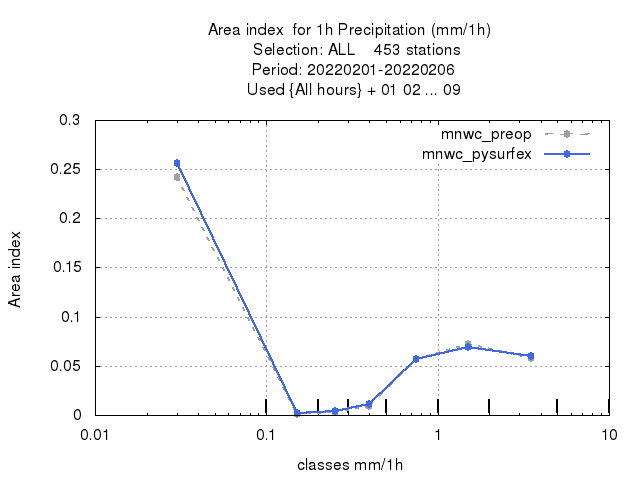 Area index for 1h Precipitation (mm/1h)
Selection: ALL 453 stations
Period: 20220201-20220206
Used {All hours} + 01 02 ... 09
0.3
0.25
0.2
0.15
0.1
0.05
0
Area index
mnwc_preop
mnwc_pysurfex
0.01
0.1
1
10
classes mm/1h